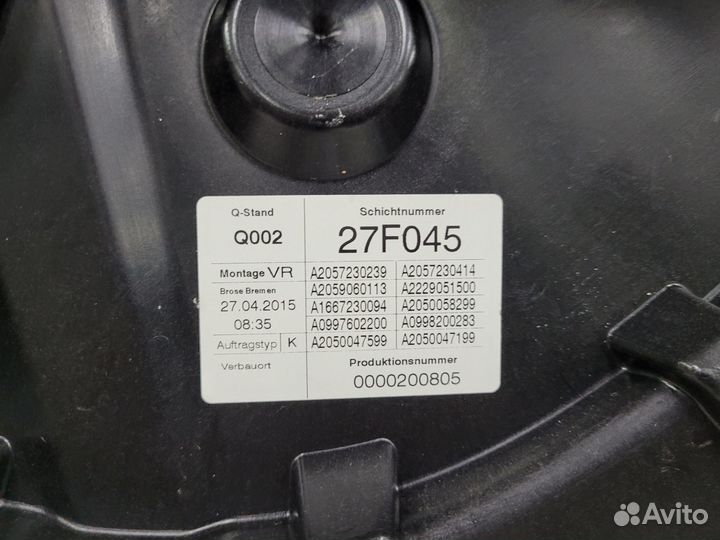 Q-Stand
Schichtnummer
Q002
27F045
Montage VR
A2057230239 A2057230414
Brose Bremen
A2059060113 A2229051500
27.04.2015
A1667230094 A2050058299
08:35
A0997602200 A0998200283
Auftragstyp K
A2050047599 A2050047199
Verbauort
Produktionsnummer
0000200805
Avito